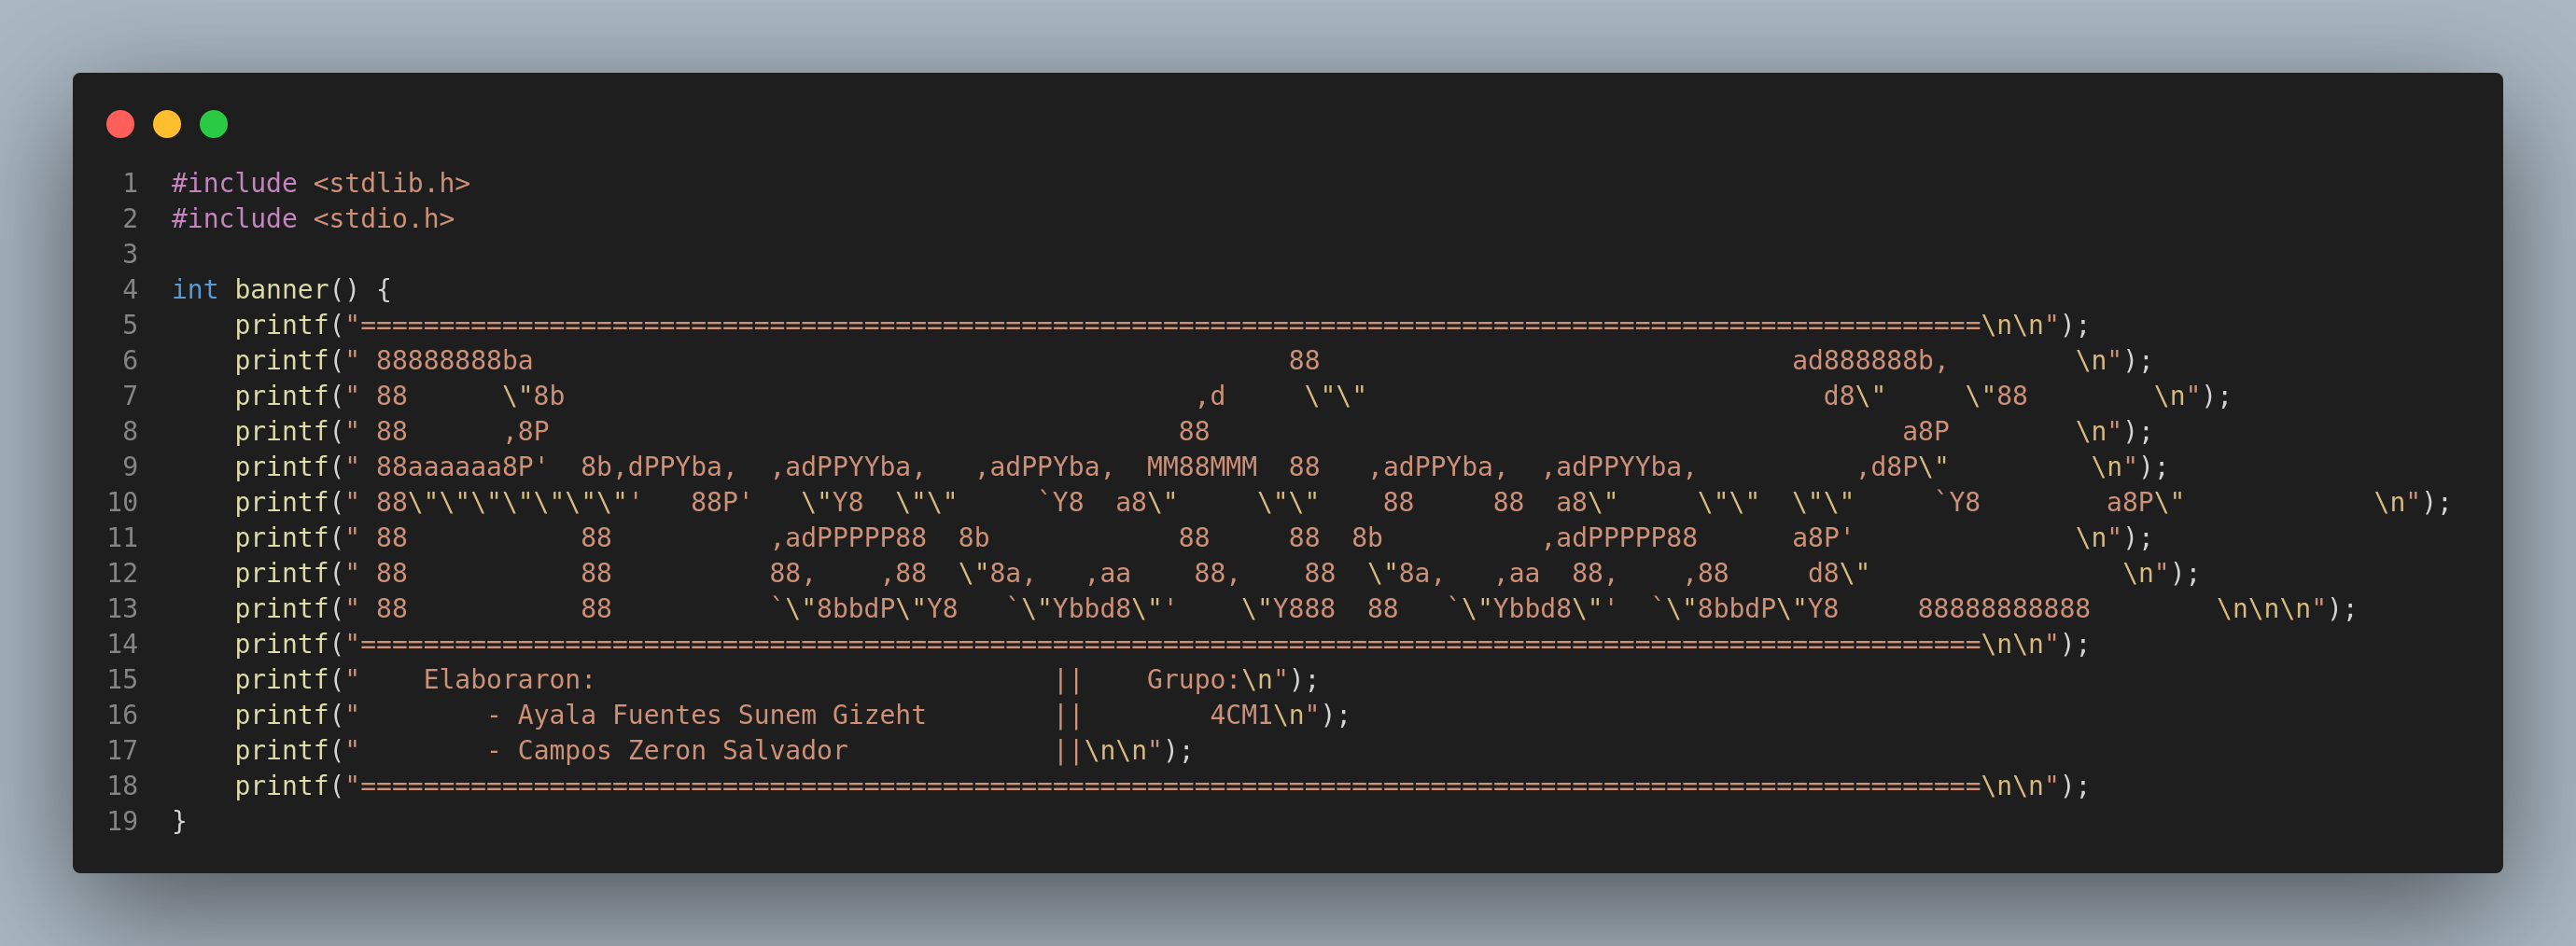 1 #include <stdlib.h>
2 #include <stdio.h>
3
4 int banner() {
5     printf("=======================================================================================================\n\n");
6     printf(" 88888888ba                                                88                              ad888888b,        \n");
7     printf(" 88      \"8b                                        ,d     \"\"                             d8\"     \"88        \n");
8     printf(" 88      ,8P                                        88                                            a8P        \n");
9     printf(" 88aaaaaa8P'  8b,dPPYba,  ,adPPYYba,   ,adPPYba,  MM88MMM  88   ,adPPYba,  ,adPPYYba,          ,d8P\"         \n");
10     printf(" 88\"\"\"\"\"\"\"'   88P'   \"Y8  \"\"     `Y8  a8\"     \"\"    88     88  a8\"     \"\"  \"\"     `Y8        a8P\"            \n");
11     printf(" 88           88          ,adPPPPP88  8b            88     88  8b          ,adPPPPP88      a8P'              \n");
12     printf(" 88           88          88,    ,88  \"8a,   ,aa    88,    88  \"8a,   ,aa  88,    ,88     d8\"                \n");
13     printf(" 88           88          `\"8bbdP\"Y8   `\"Ybbd8\"'    \"Y888  88   `\"Ybbd8\"'  `\"8bbdP\"Y8     88888888888        \n\n\n");
14     printf("=======================================================================================================\n\n");
15     printf("    Elaboraron:                             ||    Grupo:\n");
16     printf("        - Ayala Fuentes Sunem Gizeht        ||        4CM1\n");
17     printf("        - Campos Zeron Salvador             ||\n\n");
18     printf("=======================================================================================================\n\n");
19 }